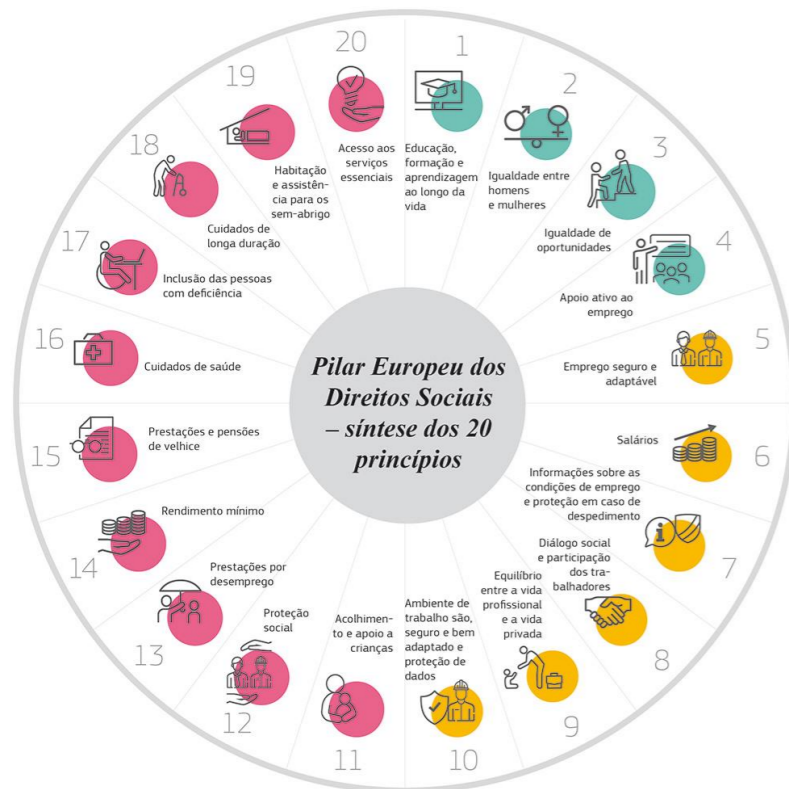 Pilar Europeu dos
Direitos Sociais
– síntese dos 20
princípios
1
Educação,
formação e
aprendizagem
ao longo da
vida
2
Igualdade entre
homens
e mulheres
3
Igualdade de
oportunidades
4
Apoio ativo ao
emprego
5
Emprego seguro e
adaptável
6
Salários
7
Informações sobre as
condições de emprego
e proteção em caso de
despedimento
8
Diálogo social
e participação
dos tra-
balhadores
9
Equilíbrio
entre a vida
profissional
e a vida
privada
10
Ambiente de
trabalho são,
seguro e bem
adaptado e
proteção de
dados
11
Acolhimen-
to e apoio a
crianças
12
Proteção
social
13
Prestações por
desemprego
14
Rendimento mínimo
15
Prestações e pensões
de velhice
16
Cuidados de saúde
17
Inclusão das pessoas
com deficiência
18
Cuidados de
longa duração
19
Habitação
e assistên-
cia para os
sem-abrigo
20
Acesso aos
serviços
essenciais